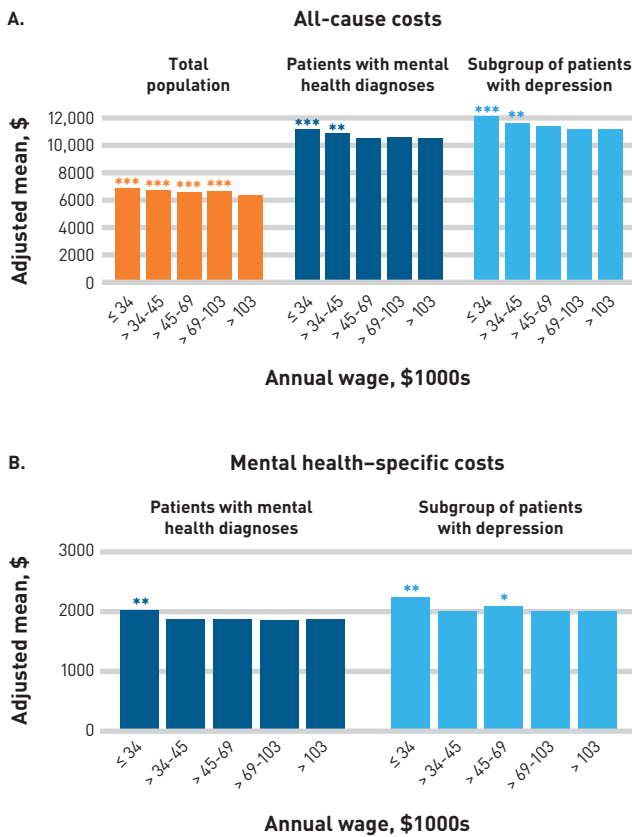 A.
All-cause costs
Total
population
Patients with mental
health diagnoses
Subgroup of patients
with depression
Adjusted mean, $
12,000
10,000
8000
6000
4000
2000
0
*** *** *** ***
*** **
*** **
≤ 34
> 34–45
> 45–69
> 69-103
> 103
≤ 34
> 34–45
> 45–69
> 69-103
> 103
≤ 34
> 34–45
> 45–69
> 69-103
> 103
Annual wage, $1000s
B.
Mental health–specific costs
Patients with mental
health diagnoses
Subgroup of patients
with depression
Adjusted mean, $
3000
2000
1000
0
**
** *
≤ 34
> 34–45
> 45–69
> 69-103
> 103
≤ 34
> 34–45
> 45–69
> 69-103
> 103
Annual wage, $1000s